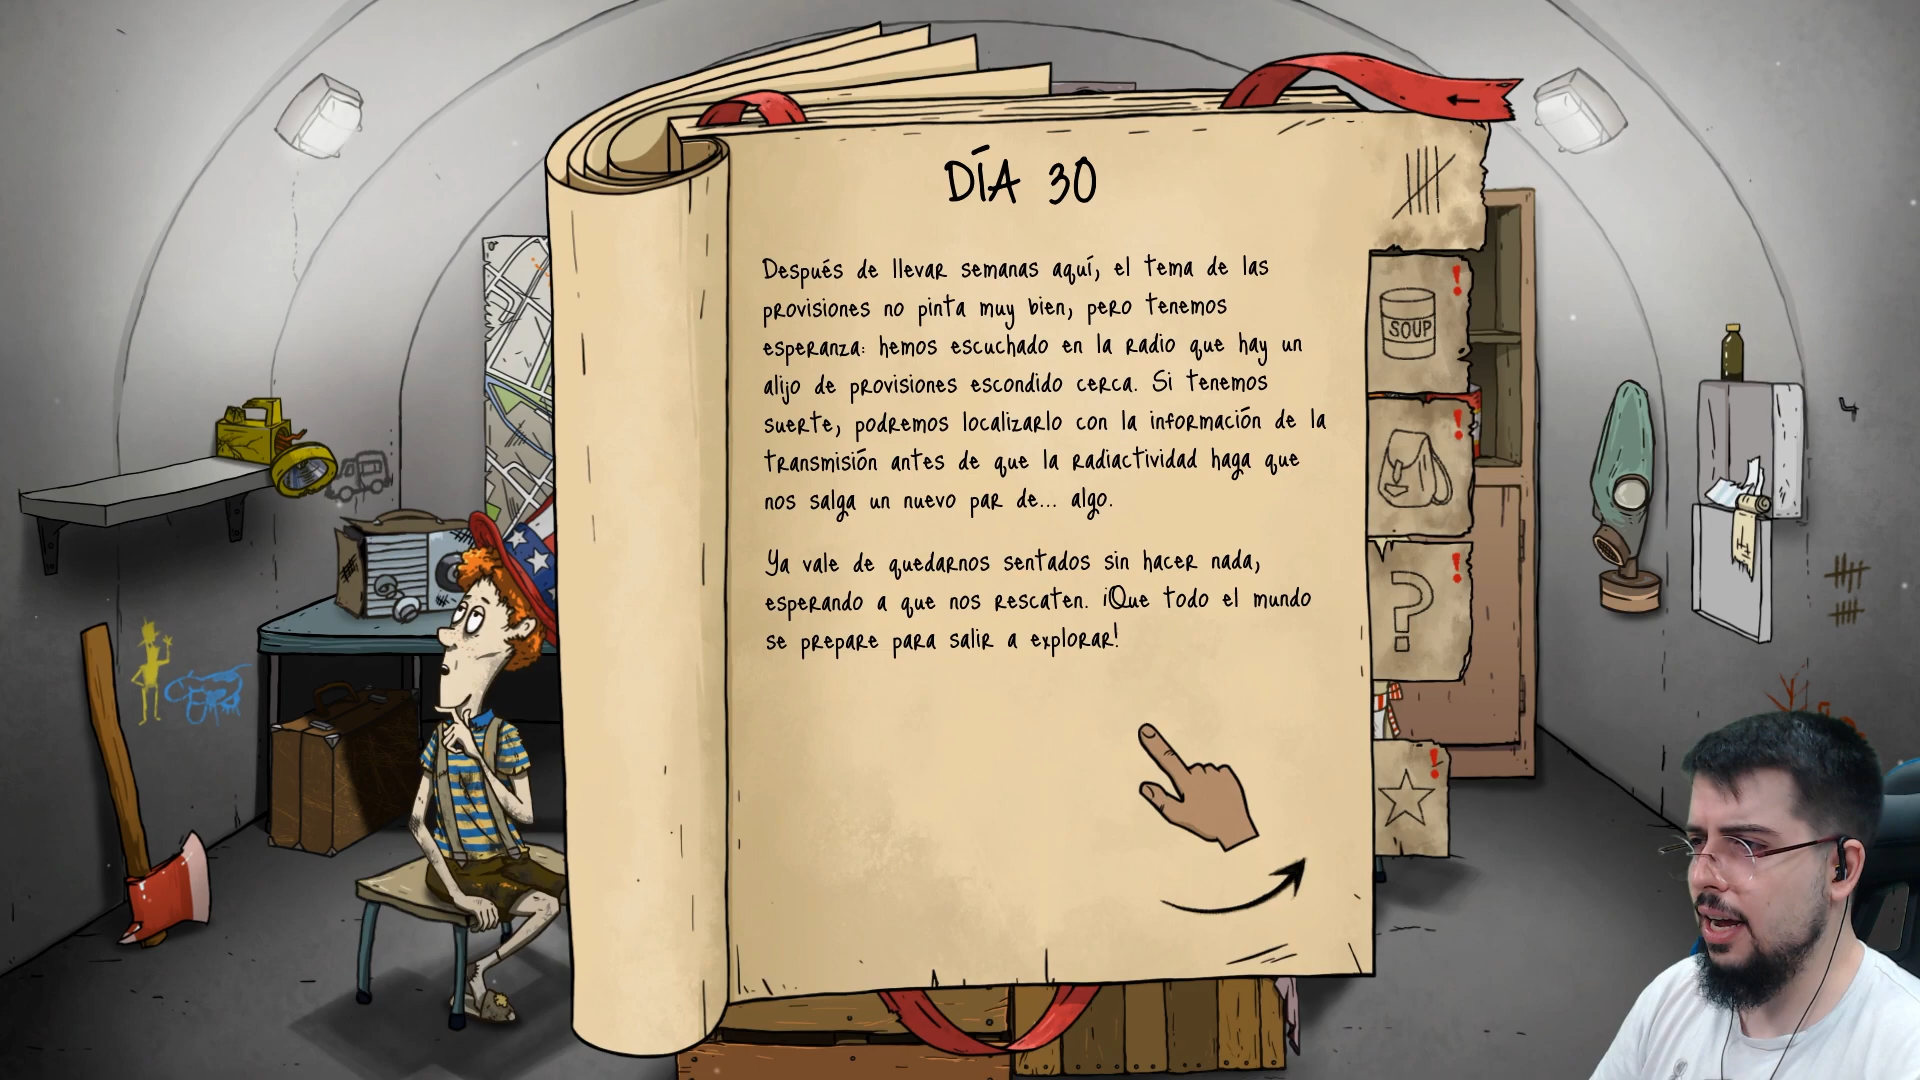 DÍA 30
Después de llevar semanas aquí, el tema de las
provisiones no pinta muy bien, pero tenemos
esperanza: hemos escuchado en la radio que hay un
alijo de provisiones escondido cerca. Si tenemos
suerte, podremos localizarlo con la información de la
transmisión antes de que la radiactividad haga que
nos salga un nuevo par de... algo.
Ya vale de quedarnos sentados sin hacer nada,
esperando a que nos rescaten. ¡Que todo el mundo
se prepare para salir a explorar!
!
SOUP
!
!
?
!